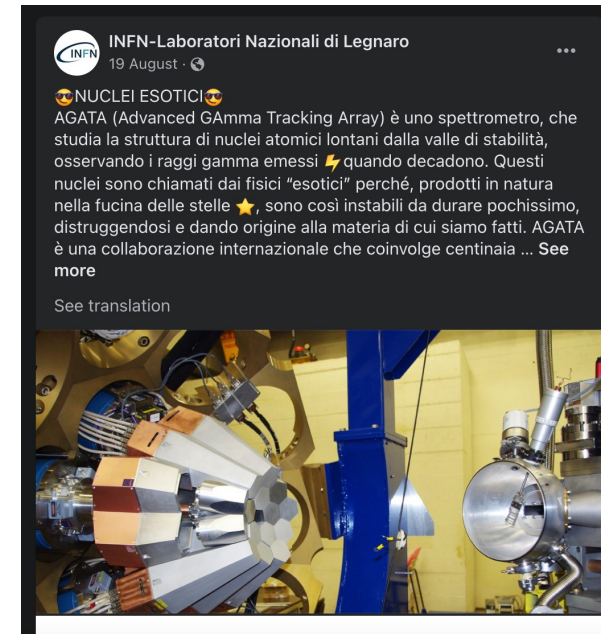 INFN
INFN-Laboratori Nazionali di Legnaro
19 August ·
😎NUCLEI ESOTICI😎
AGATA (Advanced GAmma Tracking Array) è uno spettrometro, che
studia la struttura di nuclei atomici lontani dalla valle di stabilità,
osservando i raggi gamma emessi ⚡ quando decadono. Questi
nuclei sono chiamati dai fisici “esotici” perché, prodotti in natura
nella fucina delle stelle ⭐, sono così instabili da durare pochissimo,
distruggendosi e dando origine alla materia di cui siamo fatti. AGATA
è una collaborazione internazionale che coinvolge centinaia ... See
more
See translation